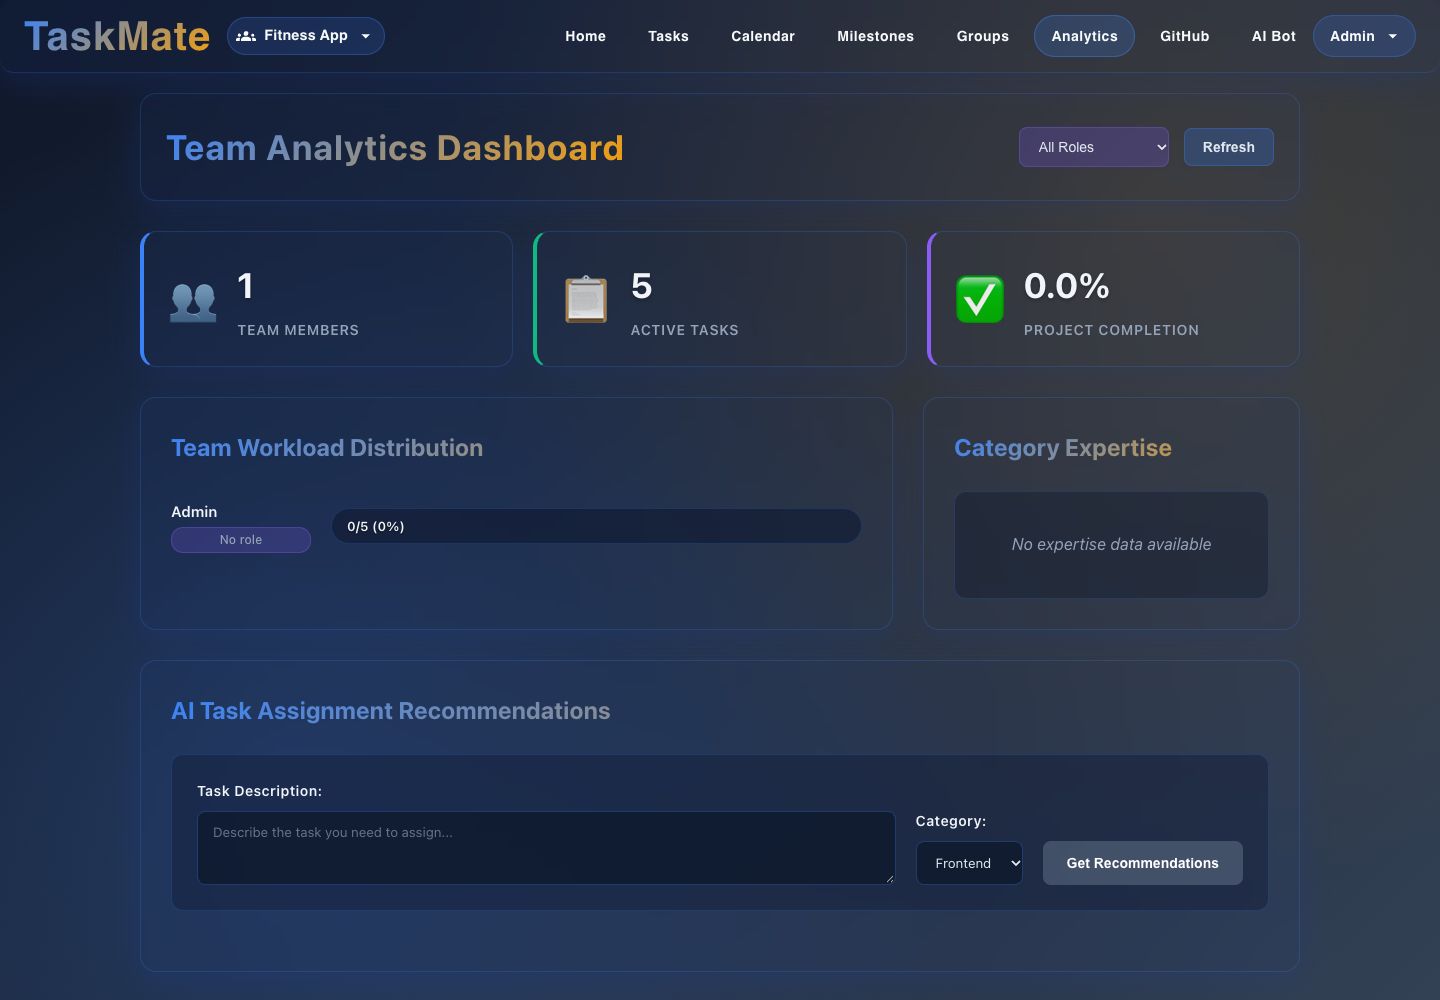 TaskMate
Fitness App
Home
Tasks
Calendar
Milestones
Groups
Analytics
GitHub
AI Bot
Admin
Team Analytics Dashboard
All Roles
Refresh
1
TEAM MEMBERS
5
ACTIVE TASKS
0.0%
PROJECT COMPLETION
Team Workload Distribution
Admin
No role
0/5 (0%)
Category Expertise
No expertise data available
AI Task Assignment Recommendations
Task Description:
Describe the task you need to assign...
Category:
Frontend
Get Recommendations